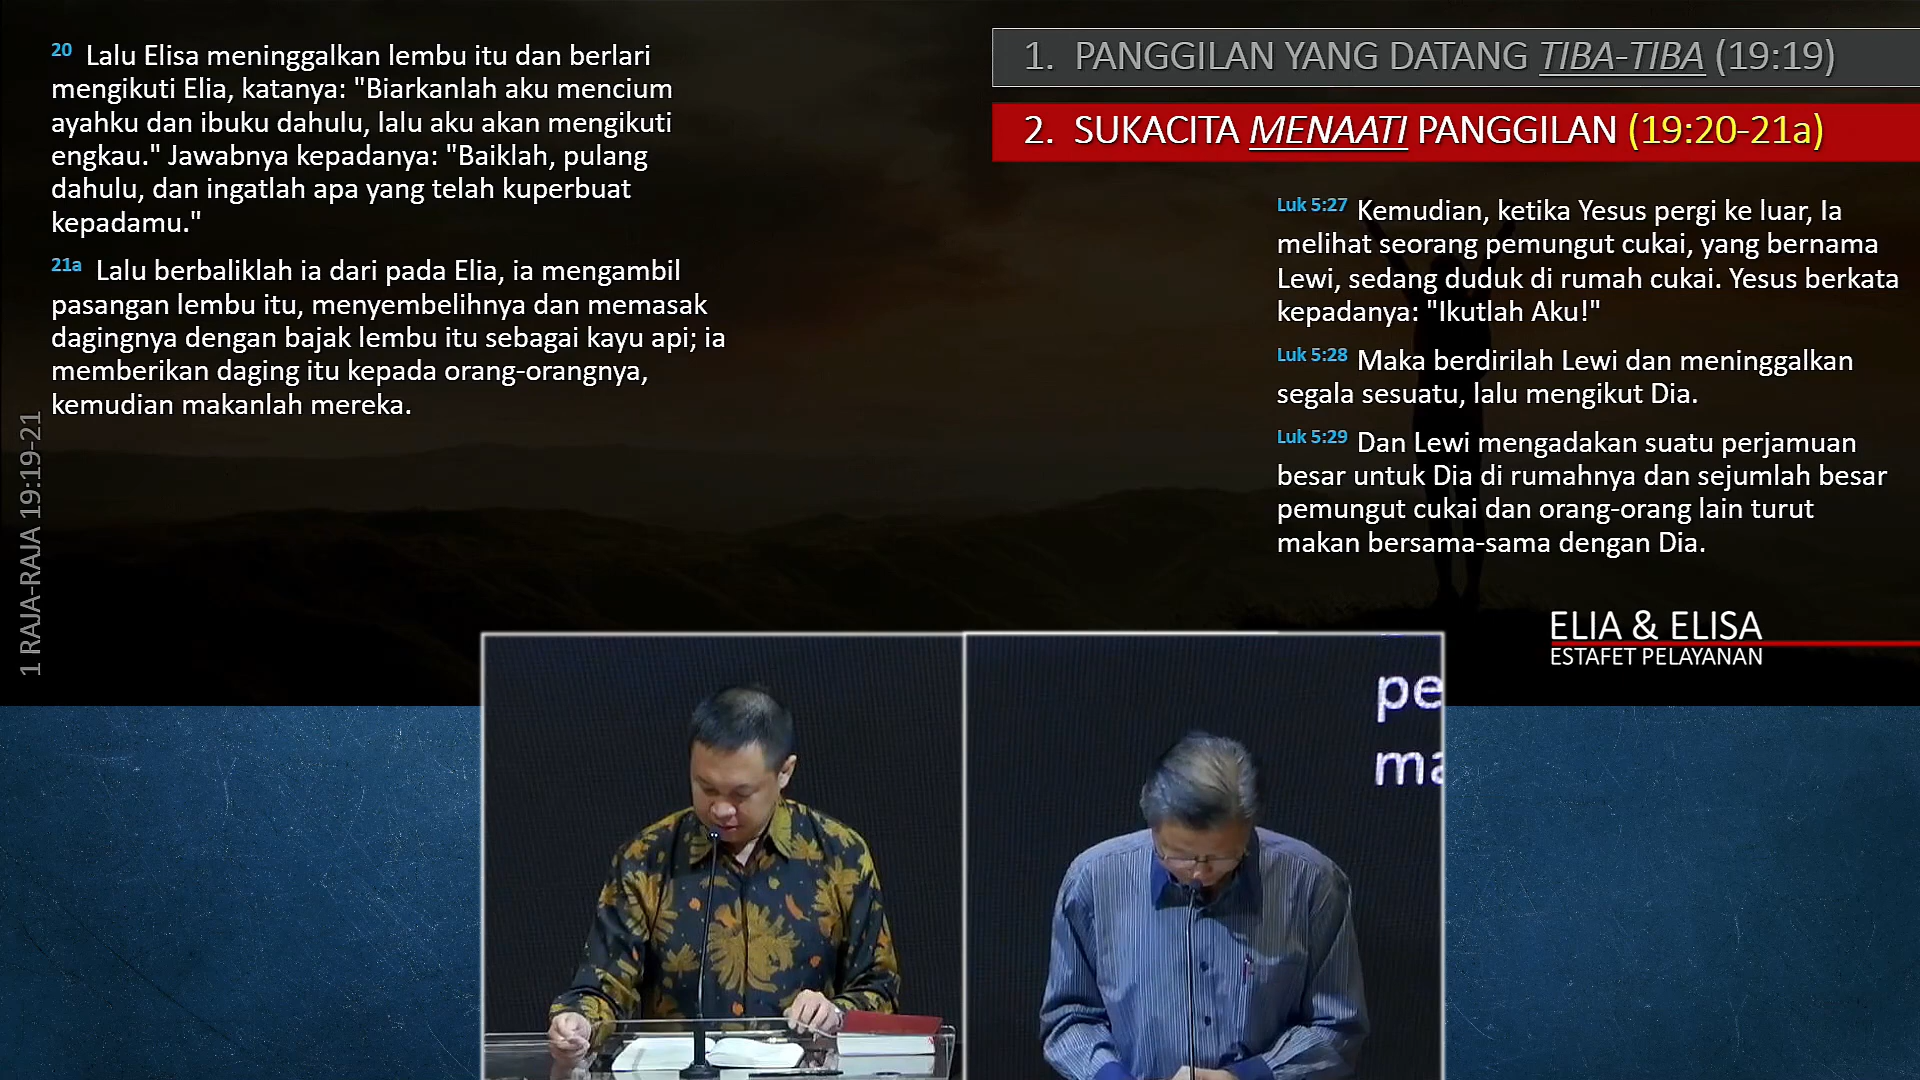 20 Lalu Elisa meninggalkan lembu itu dan berlari
mengikuti Elia, katanya: "Biarkanlah aku mencium
ayahku dan ibuku dahulu, lalu aku akan mengikuti
engkau." Jawabnya kepadanya: "Baiklah, pulang
dahulu, dan ingatlah apa yang telah kuperbuat
kepadamu."
21a Lalu berbaliklah ia dari pada Elia, ia mengambil
pasangan lembu itu, menyembelihnya dan memasak
dagingnya dengan bajak lembu itu sebagai kayu api; ia
memberikan daging itu kepada orang-orangnya,
kemudian makanlah mereka.
1 RAJA-RAJA 19:19-21
1. PANGGILAN YANG DATANG TIBA-TIBA (19:19)
2. SUKACITA MENAATI PANGGILAN (19:20-21a)
Luk 5:27 Kemudian, ketika Yesus pergi ke luar, Ia
melihat seorang pemungut cukai, yang bernama
Lewi, sedang duduk di rumah cukai. Yesus berkata
kepadanya: "Ikutlah Aku!"
Luk 5:28 Maka berdirilah Lewi dan meninggalkan
segala sesuatu, lalu mengikut Dia.
Luk 5:29 Dan Lewi mengadakan suatu perjamuan
besar untuk Dia di rumahnya dan sejumlah besar
pemungut cukai dan orang-orang lain turut
makan bersama-sama dengan Dia.
ELIA & ELISA
ESTAFET PELAYANAN
pe
ma